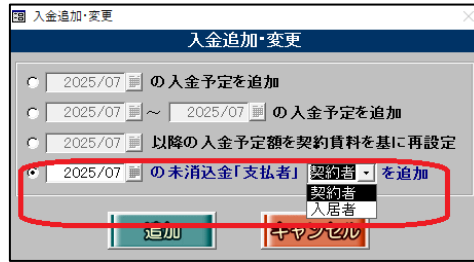 入金追加・変更
入金追加・変更
2025/07 の入金予定を追加
2025/07 ～ 2025/07 の入金予定を追加
2025/07 以降の入金予定額を契約賃料を基に再設定
2025/07 の未消込金「支払者」 契約者 を追加
契約者
入居者
追加 キャンセル